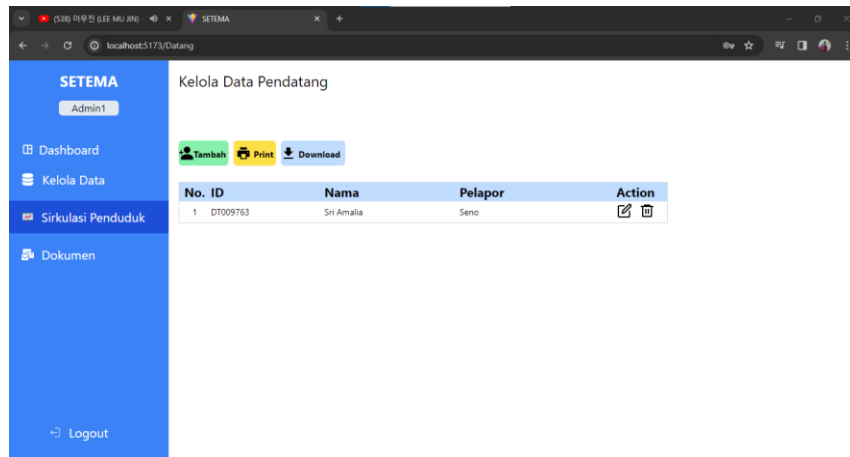 (538) 이무진 (LEE MU JIN) -
SETEMA
localhost:5173/Datang
SETEMA
Admin1
Dashboard
Kelola Data
Sirkulasi Penduduk
Dokumen
Logout
Kelola Data Pendatang
Tambah Print Download
No. ID Nama Pelapor Action
1 DT009763 Sri Amalia Seno